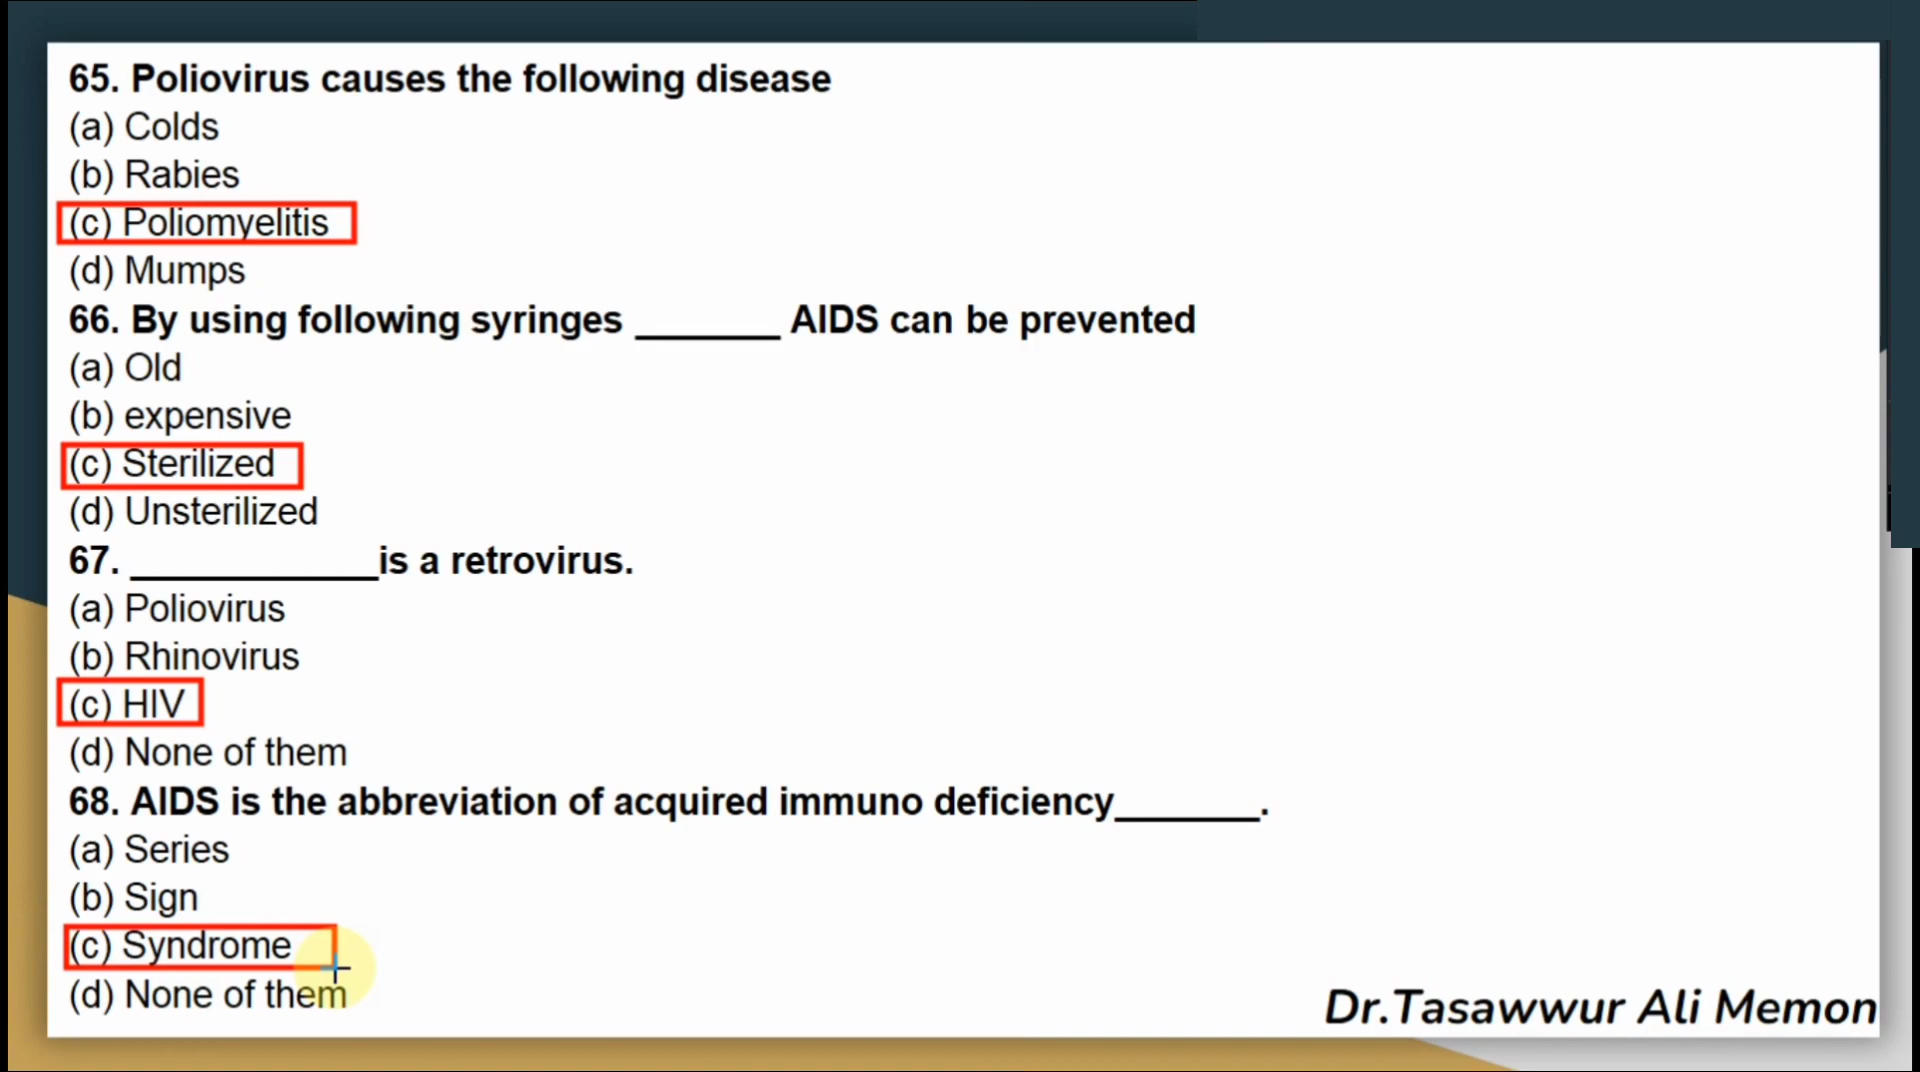 65. Poliovirus causes the following disease
(a) Colds
(b) Rabies
(c) Poliomyelitis
(d) Mumps
66. By using following syringes _______ AIDS can be prevented
(a) Old
(b) expensive
(c) Sterilized
(d) Unsterilized
67. ____________is a retrovirus.
(a) Poliovirus
(b) Rhinovirus
(c) HIV
(d) None of them
68. AIDS is the abbreviation of acquired immuno deficiency_______.
(a) Series
(b) Sign
(c) Syndrome
(d) None of them
Dr.Tasawwur Ali Memon